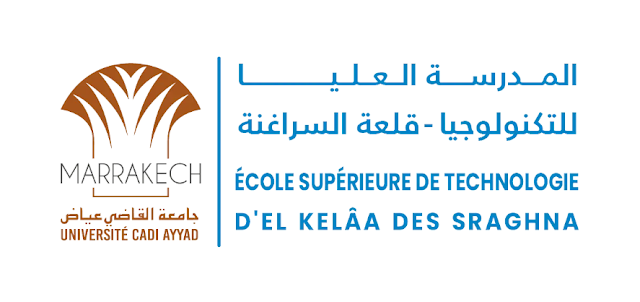 MARRAKECH
جامعة القاضي عياض
UNIVERSITÉ CADI AYYAD
المدرسة العليا
للتكنولوجيا - قلعة السراغنة
ÉCOLE SUPÉRIEURE DE TECHNOLOGIE
D'EL KELÂA DES SRAGHNA